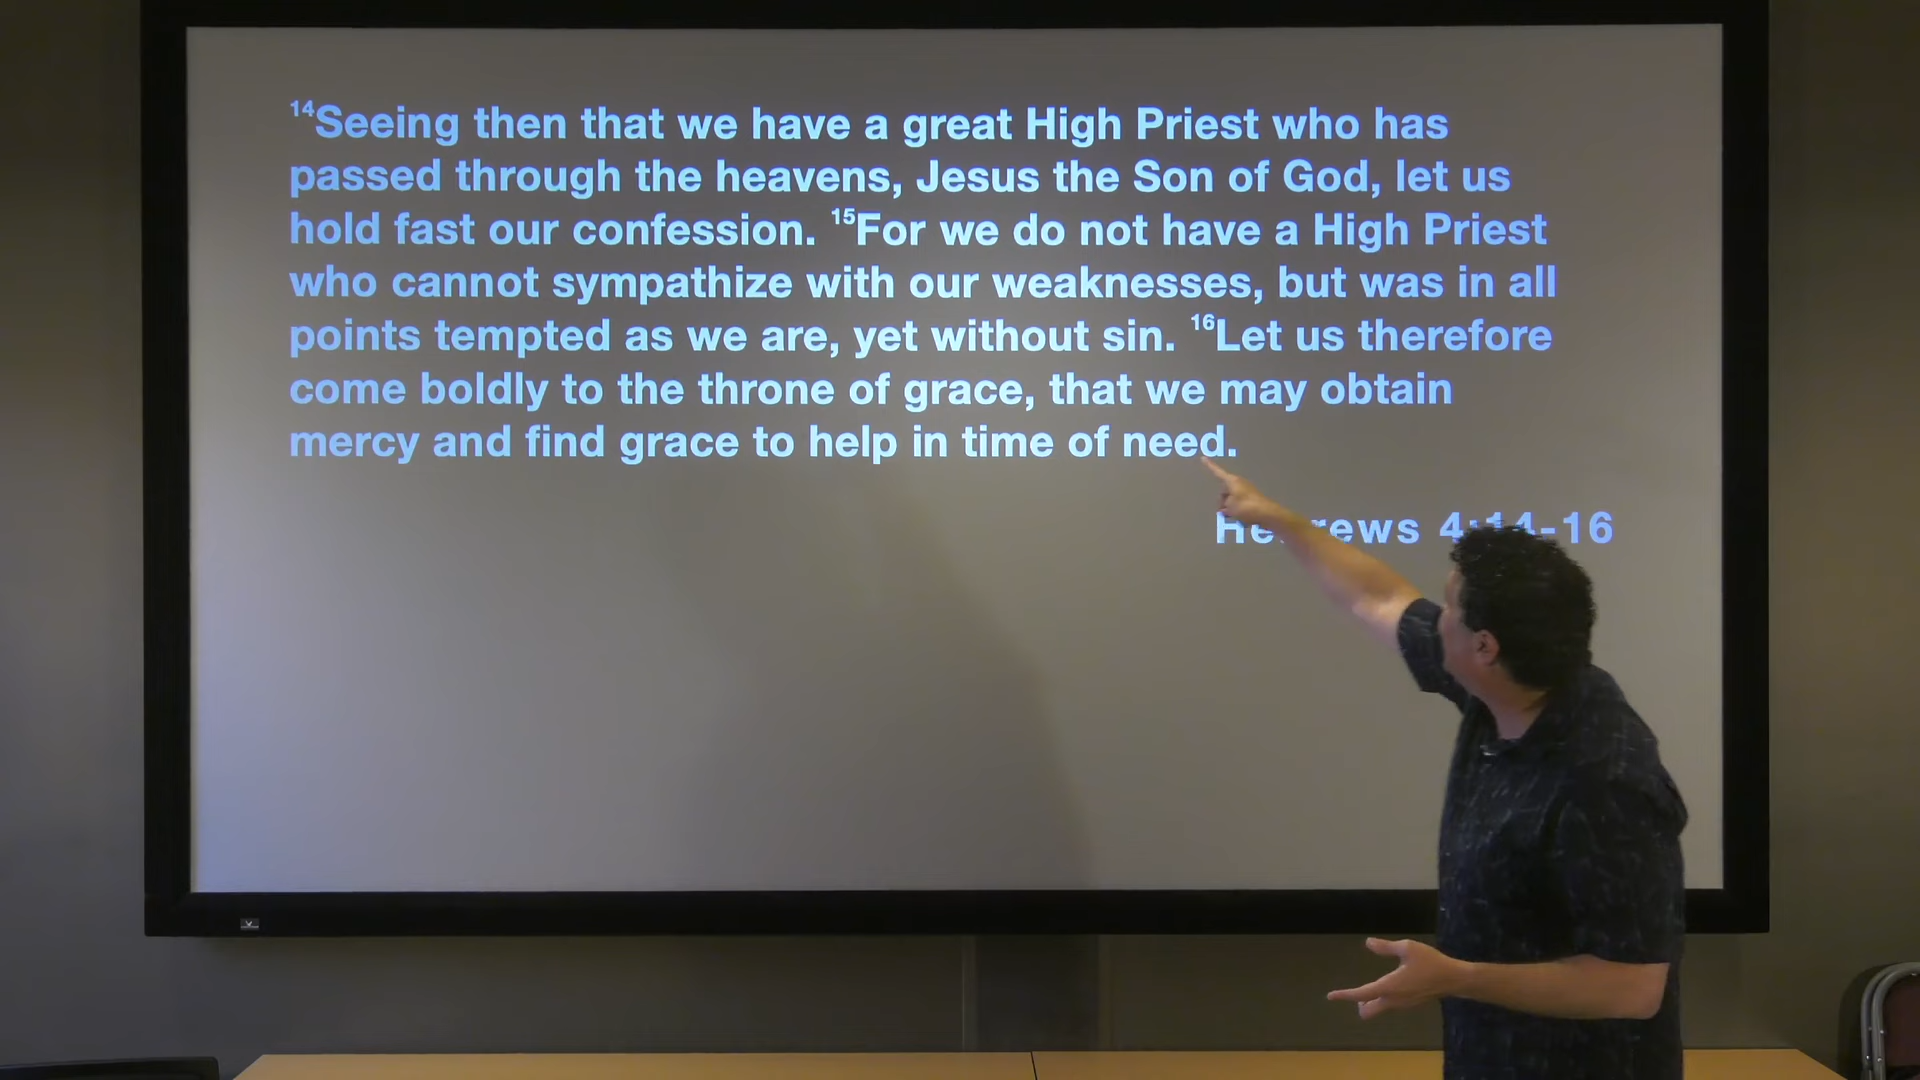 ¹⁴Seeing then that we have a great High Priest who has
passed through the heavens, Jesus the Son of God, let us
hold fast our confession. ¹⁵For we do not have a High Priest
who cannot sympathize with our weaknesses, but was in all
points tempted as we are, yet without sin. ¹⁶Let us therefore
come boldly to the throne of grace, that we may obtain
mercy and find grace to help in time of need.
Hebrews 4:14-16